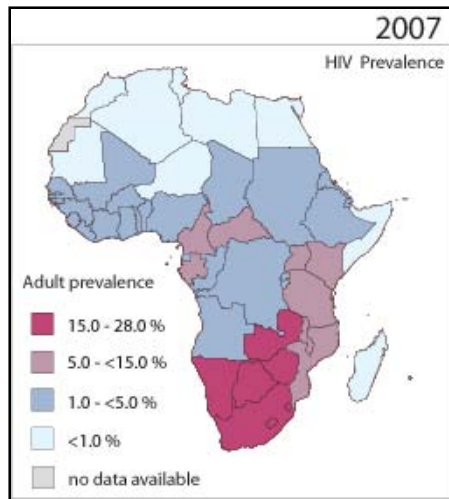 2007
HIV Prevalence
Adult prevalence
15.0 - 28.0 %
5.0 - <15.0 %
1.0 - <5.0 %
<1.0 %
no data available